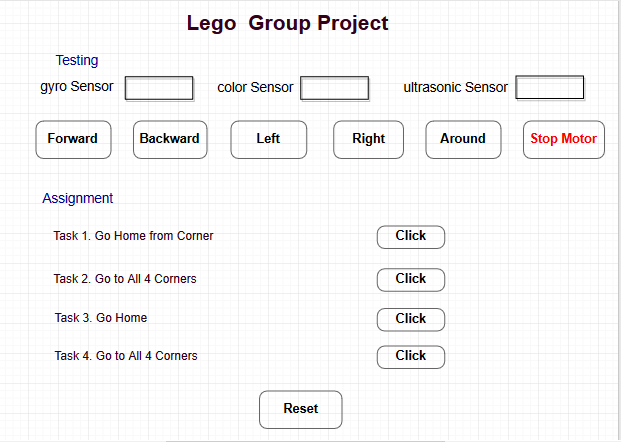 Lego  Group Project
Testing
gyro Sensor color Sensor ultrasonic Sensor
Forward Backward Left Right Around Stop Motor
Assignment
Task 1. Go Home from Corner Click
Task 2. Go to All 4 Corners Click
Task 3. Go Home Click
Task 4. Go to All 4 Corners Click
Reset